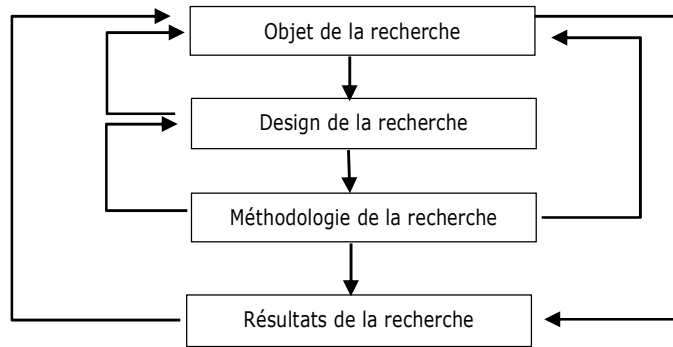 Objet de la recherche
Design de la recherche
Méthodologie de la recherche
Résultats de la recherche